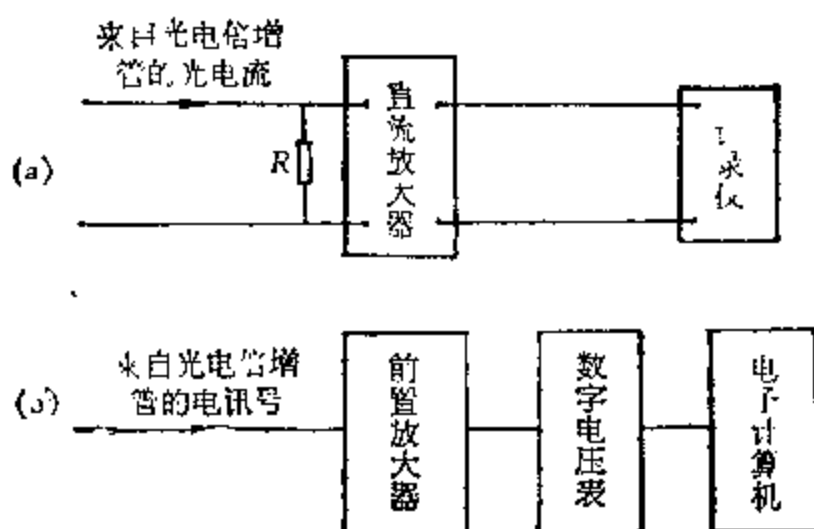 来自光电倍增
管的光电流
(a)
R
直流放大器
录仪
来自光电倍增
管的电讯号
前置放大器
数字电压表
电子计算机